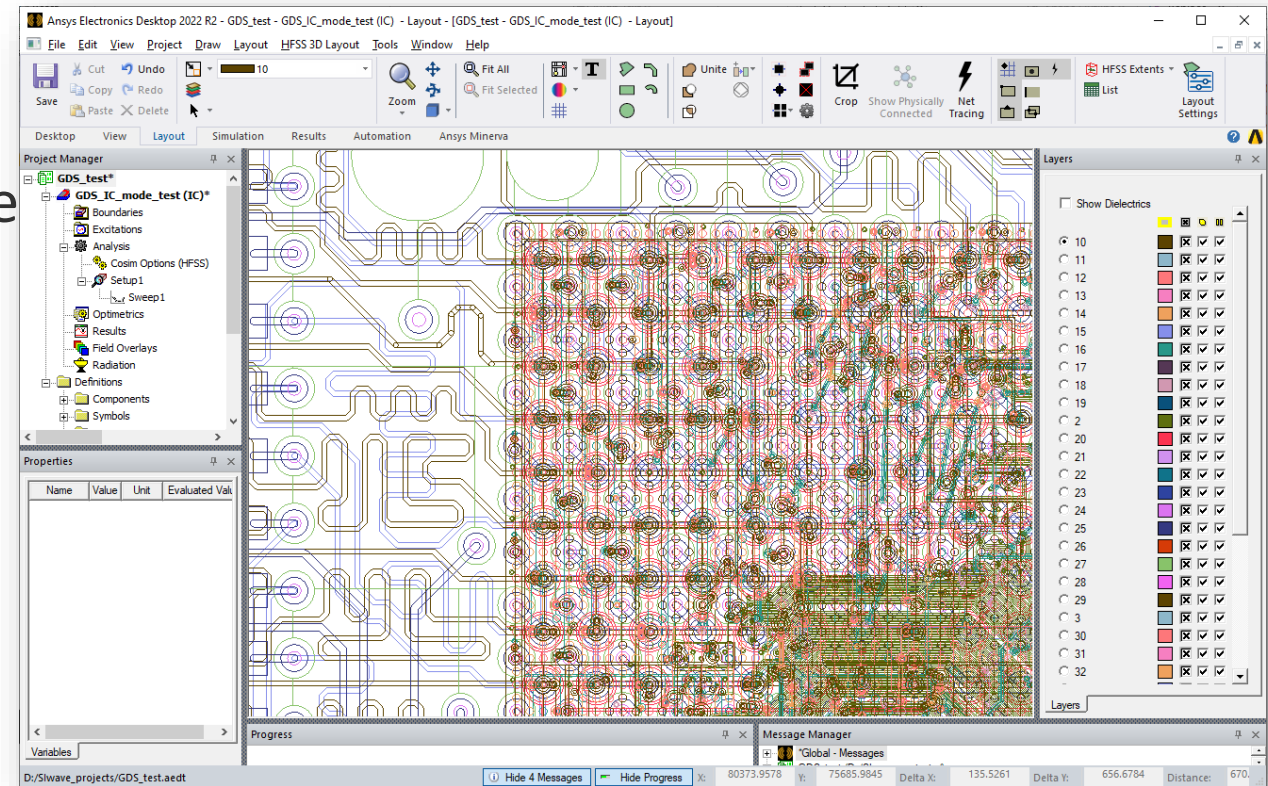 Ansys Electronics Desktop 2022 R2 - GDS_test - GDS_IC_mode_test (IC) - Layout - [GDS_test - GDS_IC_mode_test (IC) - Layout]
File Edit View Project Draw Layout HFSS 3D Layout Tools Window Help
Save
Cut Undo
Copy Redo
Paste Delete
10
Zoom
Fit All
Fit Selected
T
Unite
Crop
Show Physically Connected
Net Tracing
HFSS Extents
List
Layout Settings
Desktop View Layout Simulation Results Automation Ansys Minerva
Project Manager
GDS_test*
GDS_IC_mode_test (IC)*
Boundaries
Excitations
Analysis
Cosim Options (HFSS)
Setup1
Sweep1
Optimetrics
Results
Field Overlays
Radiation
Definitions
Components
Symbols
e
Properties
Name Value Unit Evaluated Valu
Variables
Layers
Show Dielectrics
10
11
12
13
14
15
16
17
18
19
2
20
21
22
23
24
25
26
27
28
29
3
30
31
32
Layers
Progress
Message Manager
*Global - Messages
D:/SIwave_projects/GDS_test.aedt
Hide 4 Messages Hide Progress X: 80373.9578 Y: 75685.9845 Delta X: 135.5261 Delta Y: 656.6784 Distance: 670.